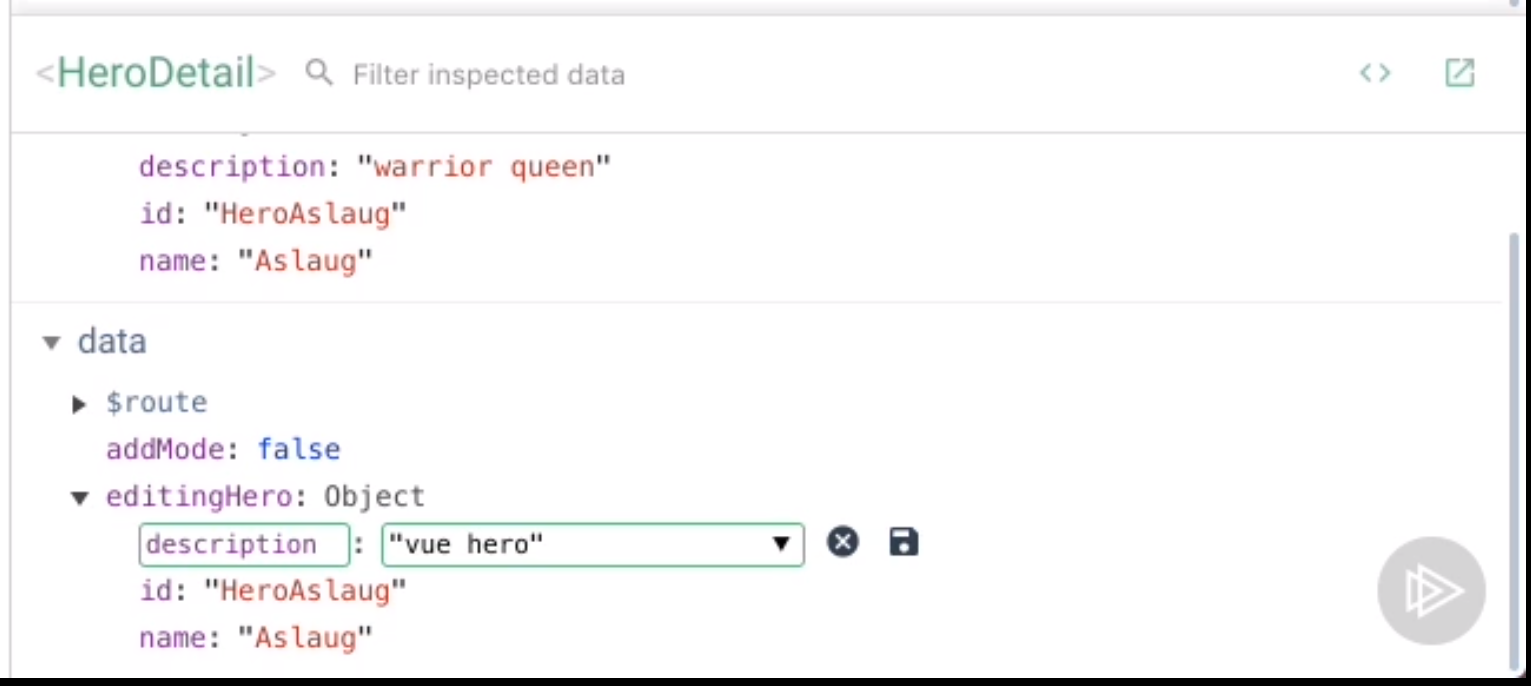 <HeroDetail> Filter inspected data < >
description: "warrior queen"
id: "HeroAslaug"
name: "Aslaug"
data
$route
addMode: false
editingHero: Object
description : "vue hero"
id: "HeroAslaug"
name: "Aslaug"